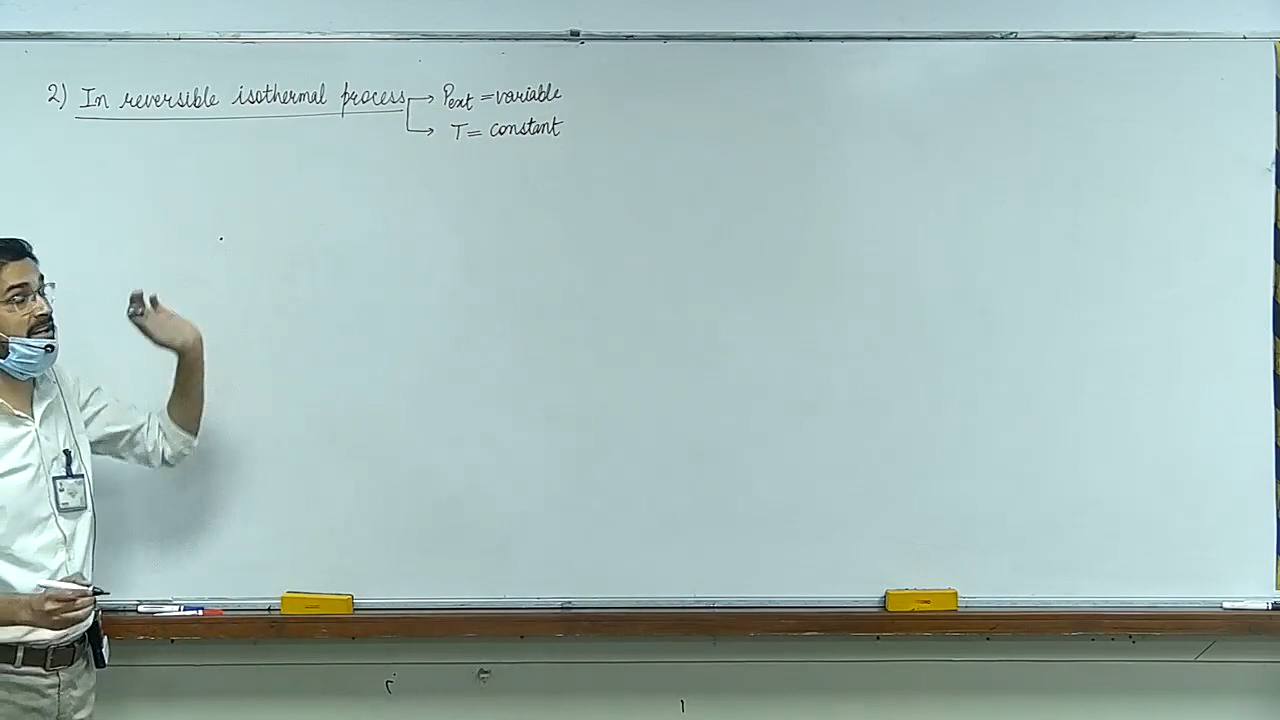 2) In reversible isothermal process → Pext = variable
→ T = constant